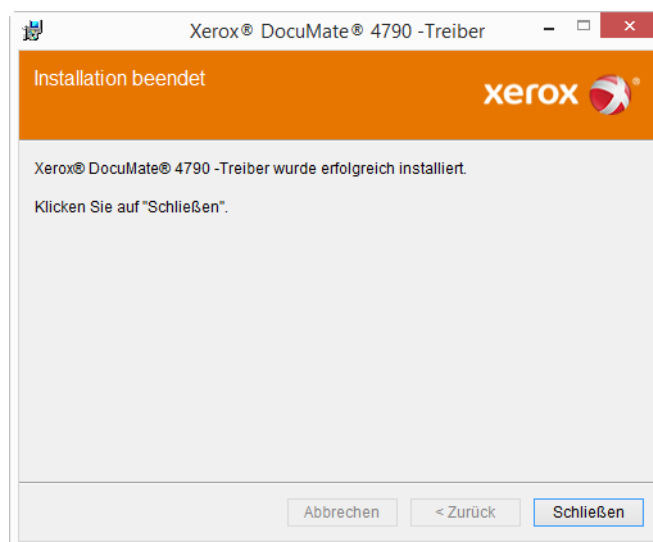 Xerox® DocuMate® 4790 -Treiber
Installation beendet
xerox
Xerox® DocuMate® 4790 -Treiber wurde erfolgreich installiert.
Klicken Sie auf "Schließen".
Abbrechen
< Zurück
Schließen